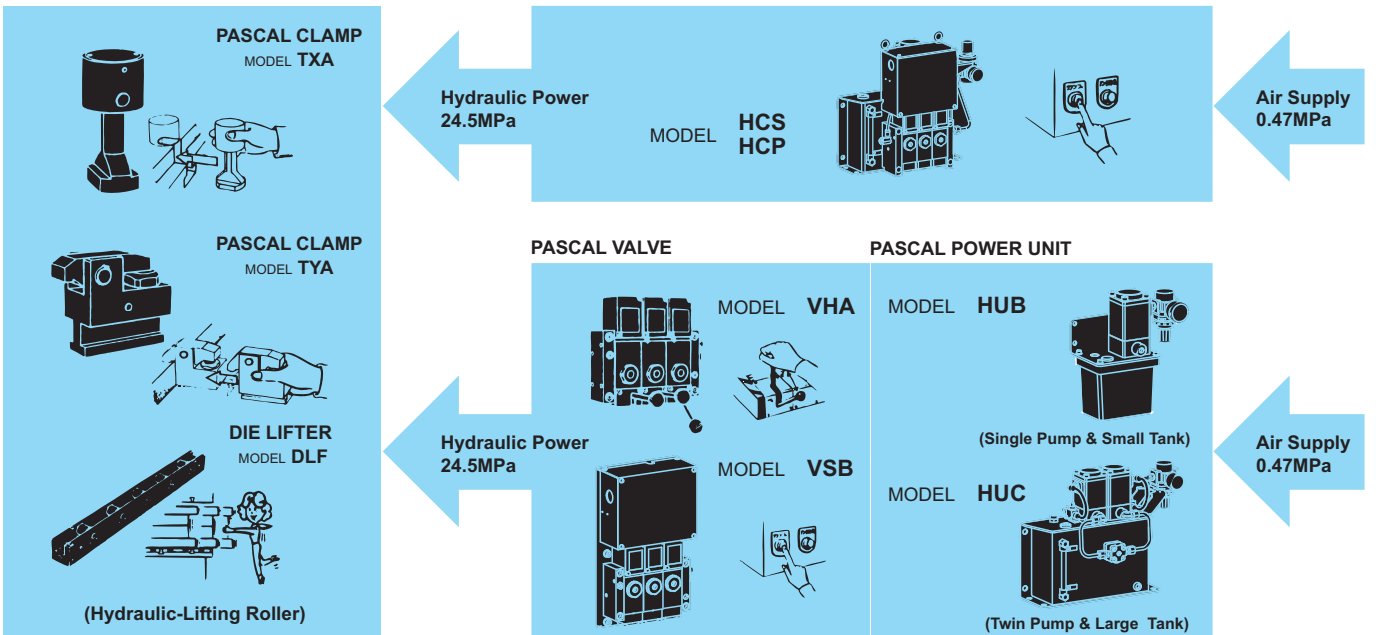 PASCAL CLAMP
MODEL TXA
PASCAL CLAMP
MODEL TYA
DIE LIFTER
MODEL DLF
(Hydraulic-Lifting Roller)
Hydraulic Power
24.5MPa
MODEL HCS
HCP
Air Supply
0.47MPa
Hydraulic Power
24.5MPa
PASCAL VALVE
MODEL VHA
MODEL VSB
PASCAL POWER UNIT
MODEL HUB
(Single Pump & Small Tank)
MODEL HUC
(Twin Pump & Large Tank)
Air Supply
0.47MPa